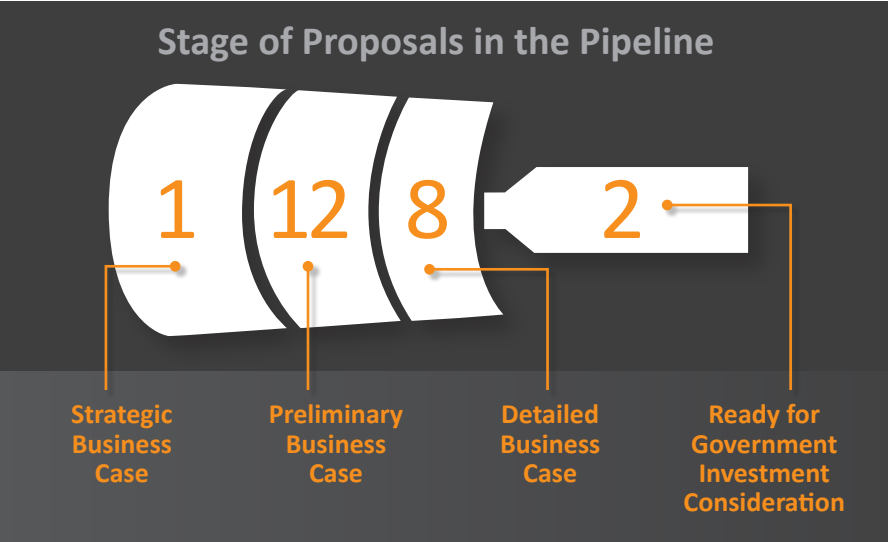 Stage of Proposals in the Pipeline
1
12
8
2
Strategic
Business
Case
Preliminary
Business
Case
Detailed
Business
Case
Ready for
Government
Investment
Consideration